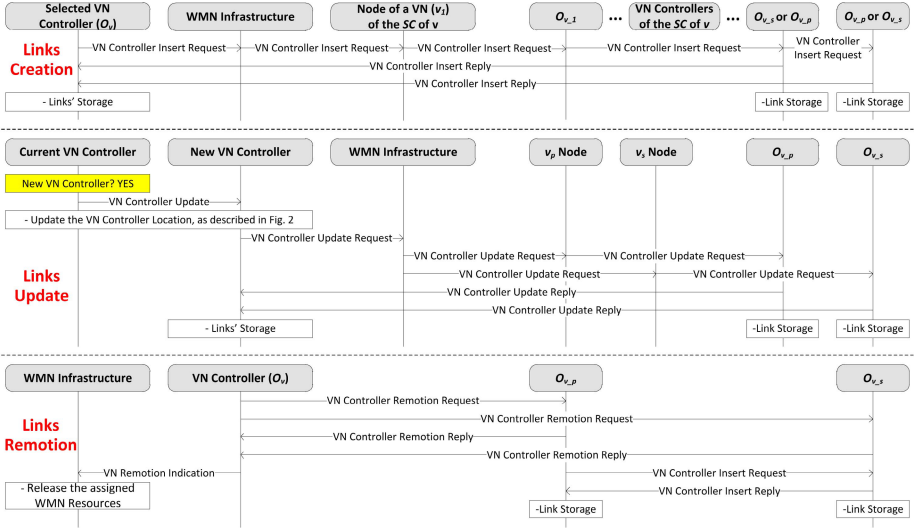 Selected VN
Controller (Oᵥ)
WMN Infrastructure
Node of a VN (v₁)
of the SC of v
Oᵥ_₁
...
VN Controllers
of the SC of v
...
Oᵥ_s or Oᵥ_p
Oᵥ_p or Oᵥ_s
Links
Creation
VN Controller Insert Request
VN Controller Insert Request
VN Controller Insert Request
VN Controller Insert Request
VN Controller
Insert Request
VN Controller Insert Reply
VN Controller Insert Reply
- Links' Storage
-Link Storage
-Link Storage
Current VN Controller
New VN Controller
WMN Infrastructure
vₚ Node
vₛ Node
Oᵥ_p
Oᵥ_s
New VN Controller? YES
VN Controller Update
- Update the VN Controller Location, as described in Fig. 2
VN Controller Update Request
VN Controller Update Request
VN Controller Update Request
Links
Update
VN Controller Update Request
VN Controller Update Request
VN Controller Update Reply
VN Controller Update Reply
- Links' Storage
-Link Storage
-Link Storage
WMN Infrastructure
VN Controller (Oᵥ)
Oᵥ_p
Oᵥ_s
Links
Remotion
VN Controller Remotion Request
VN Controller Remotion Request
VN Controller Remotion Reply
VN Controller Remotion Reply
VN Remotion Indication
VN Controller Insert Request
- Release the assigned
WMN Resources
VN Controller Insert Reply
-Link Storage
-Link Storage